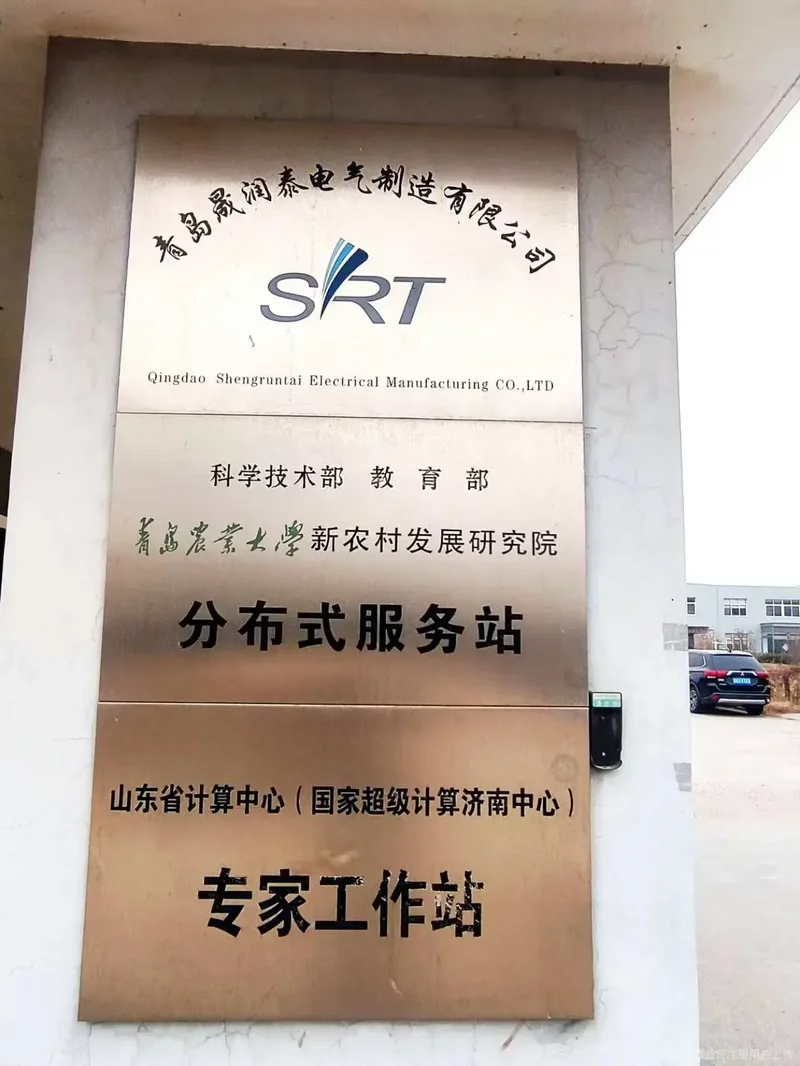 青岛晟润泰电气制造有限公司
SRT
Qingdao Shengruntai Electrical Manufacturing CO.,LTD
科学技术部 教育部
青岛农业大學新农村发展研究院
分布式服务站
山东省计算中心（国家超级计算济南中心）
专家工作站